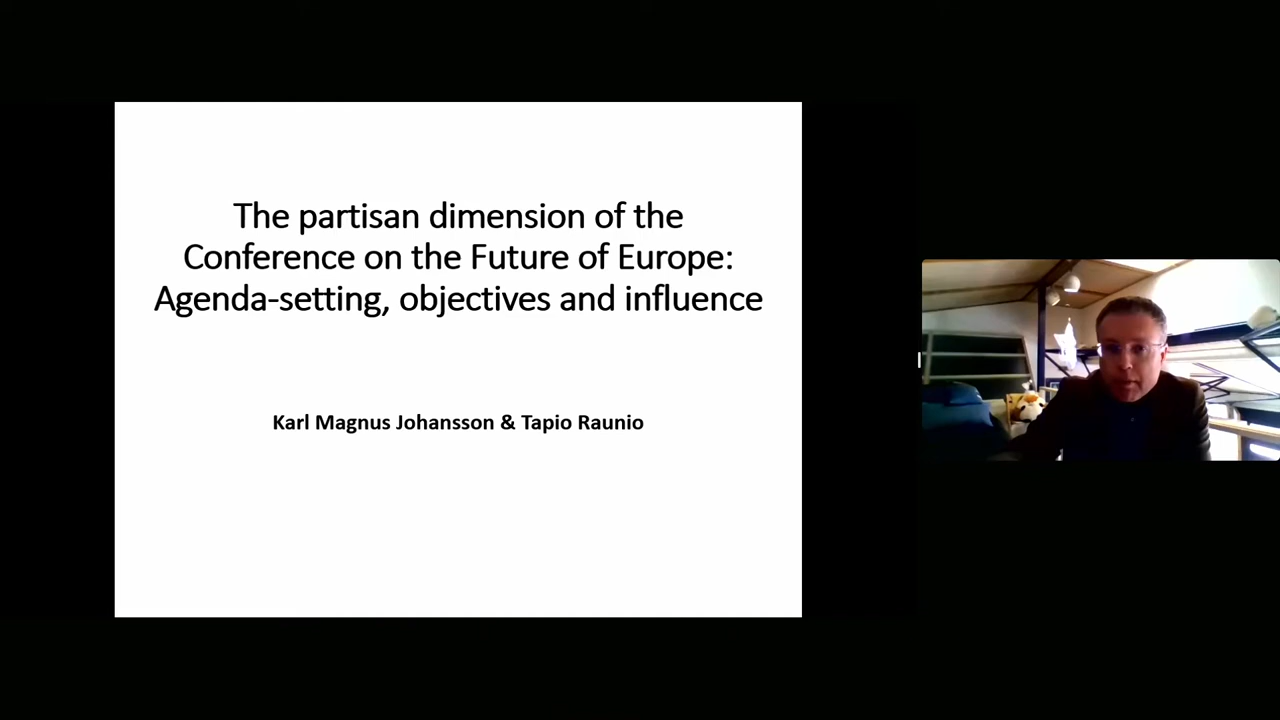 The partisan dimension of the
Conference on the Future of Europe:
Agenda-setting, objectives and influence
Karl Magnus Johansson & Tapio Raunio